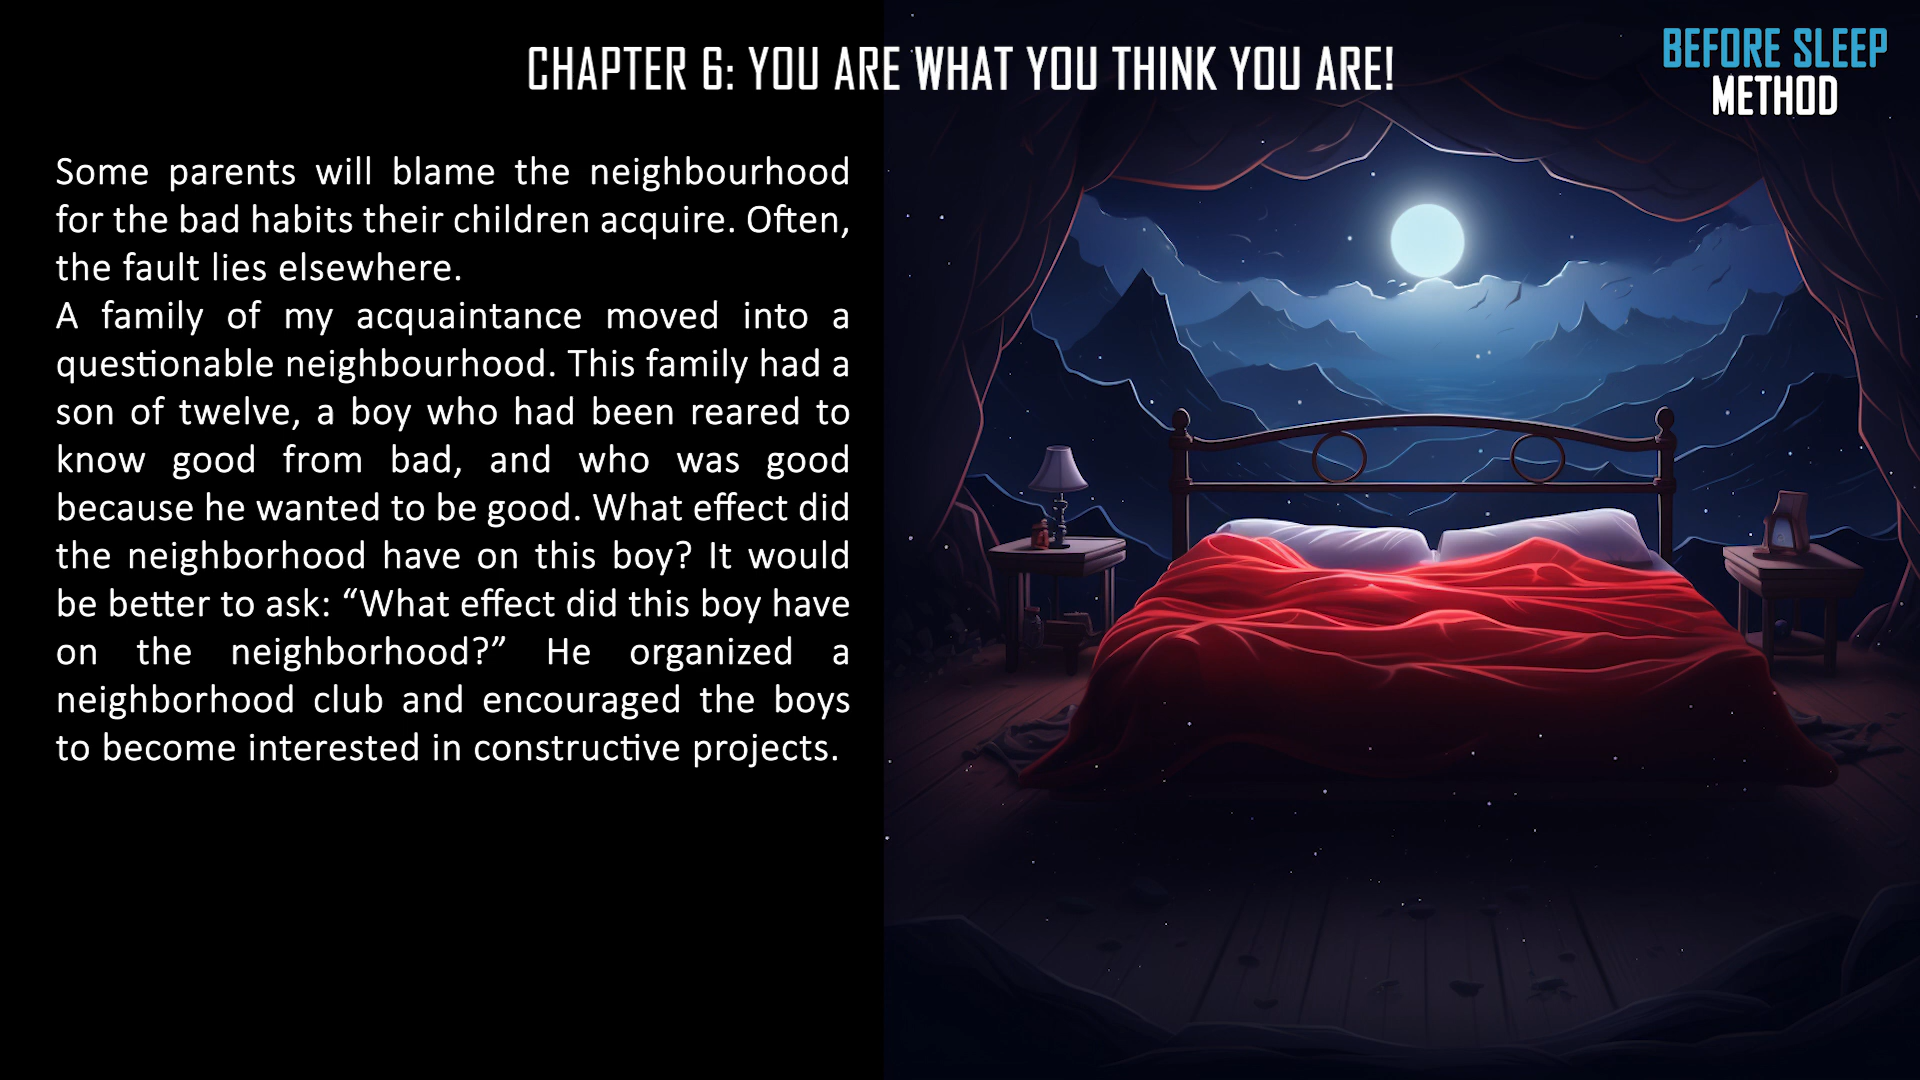 CHAPTER 6: YOU ARE WHAT YOU THINK YOU ARE!
BEFORE SLEEP
METHOD
Some parents will blame the neighbourhood
for the bad habits their children acquire. Often,
the fault lies elsewhere.
A family of my acquaintance moved into a
questionable neighbourhood. This family had a
son of twelve, a boy who had been reared to
know good from bad, and who was good
because he wanted to be good. What effect did
the neighborhood have on this boy? It would
be better to ask: “What effect did this boy have
on the neighborhood?” He organized a
neighborhood club and encouraged the boys
to become interested in constructive projects.